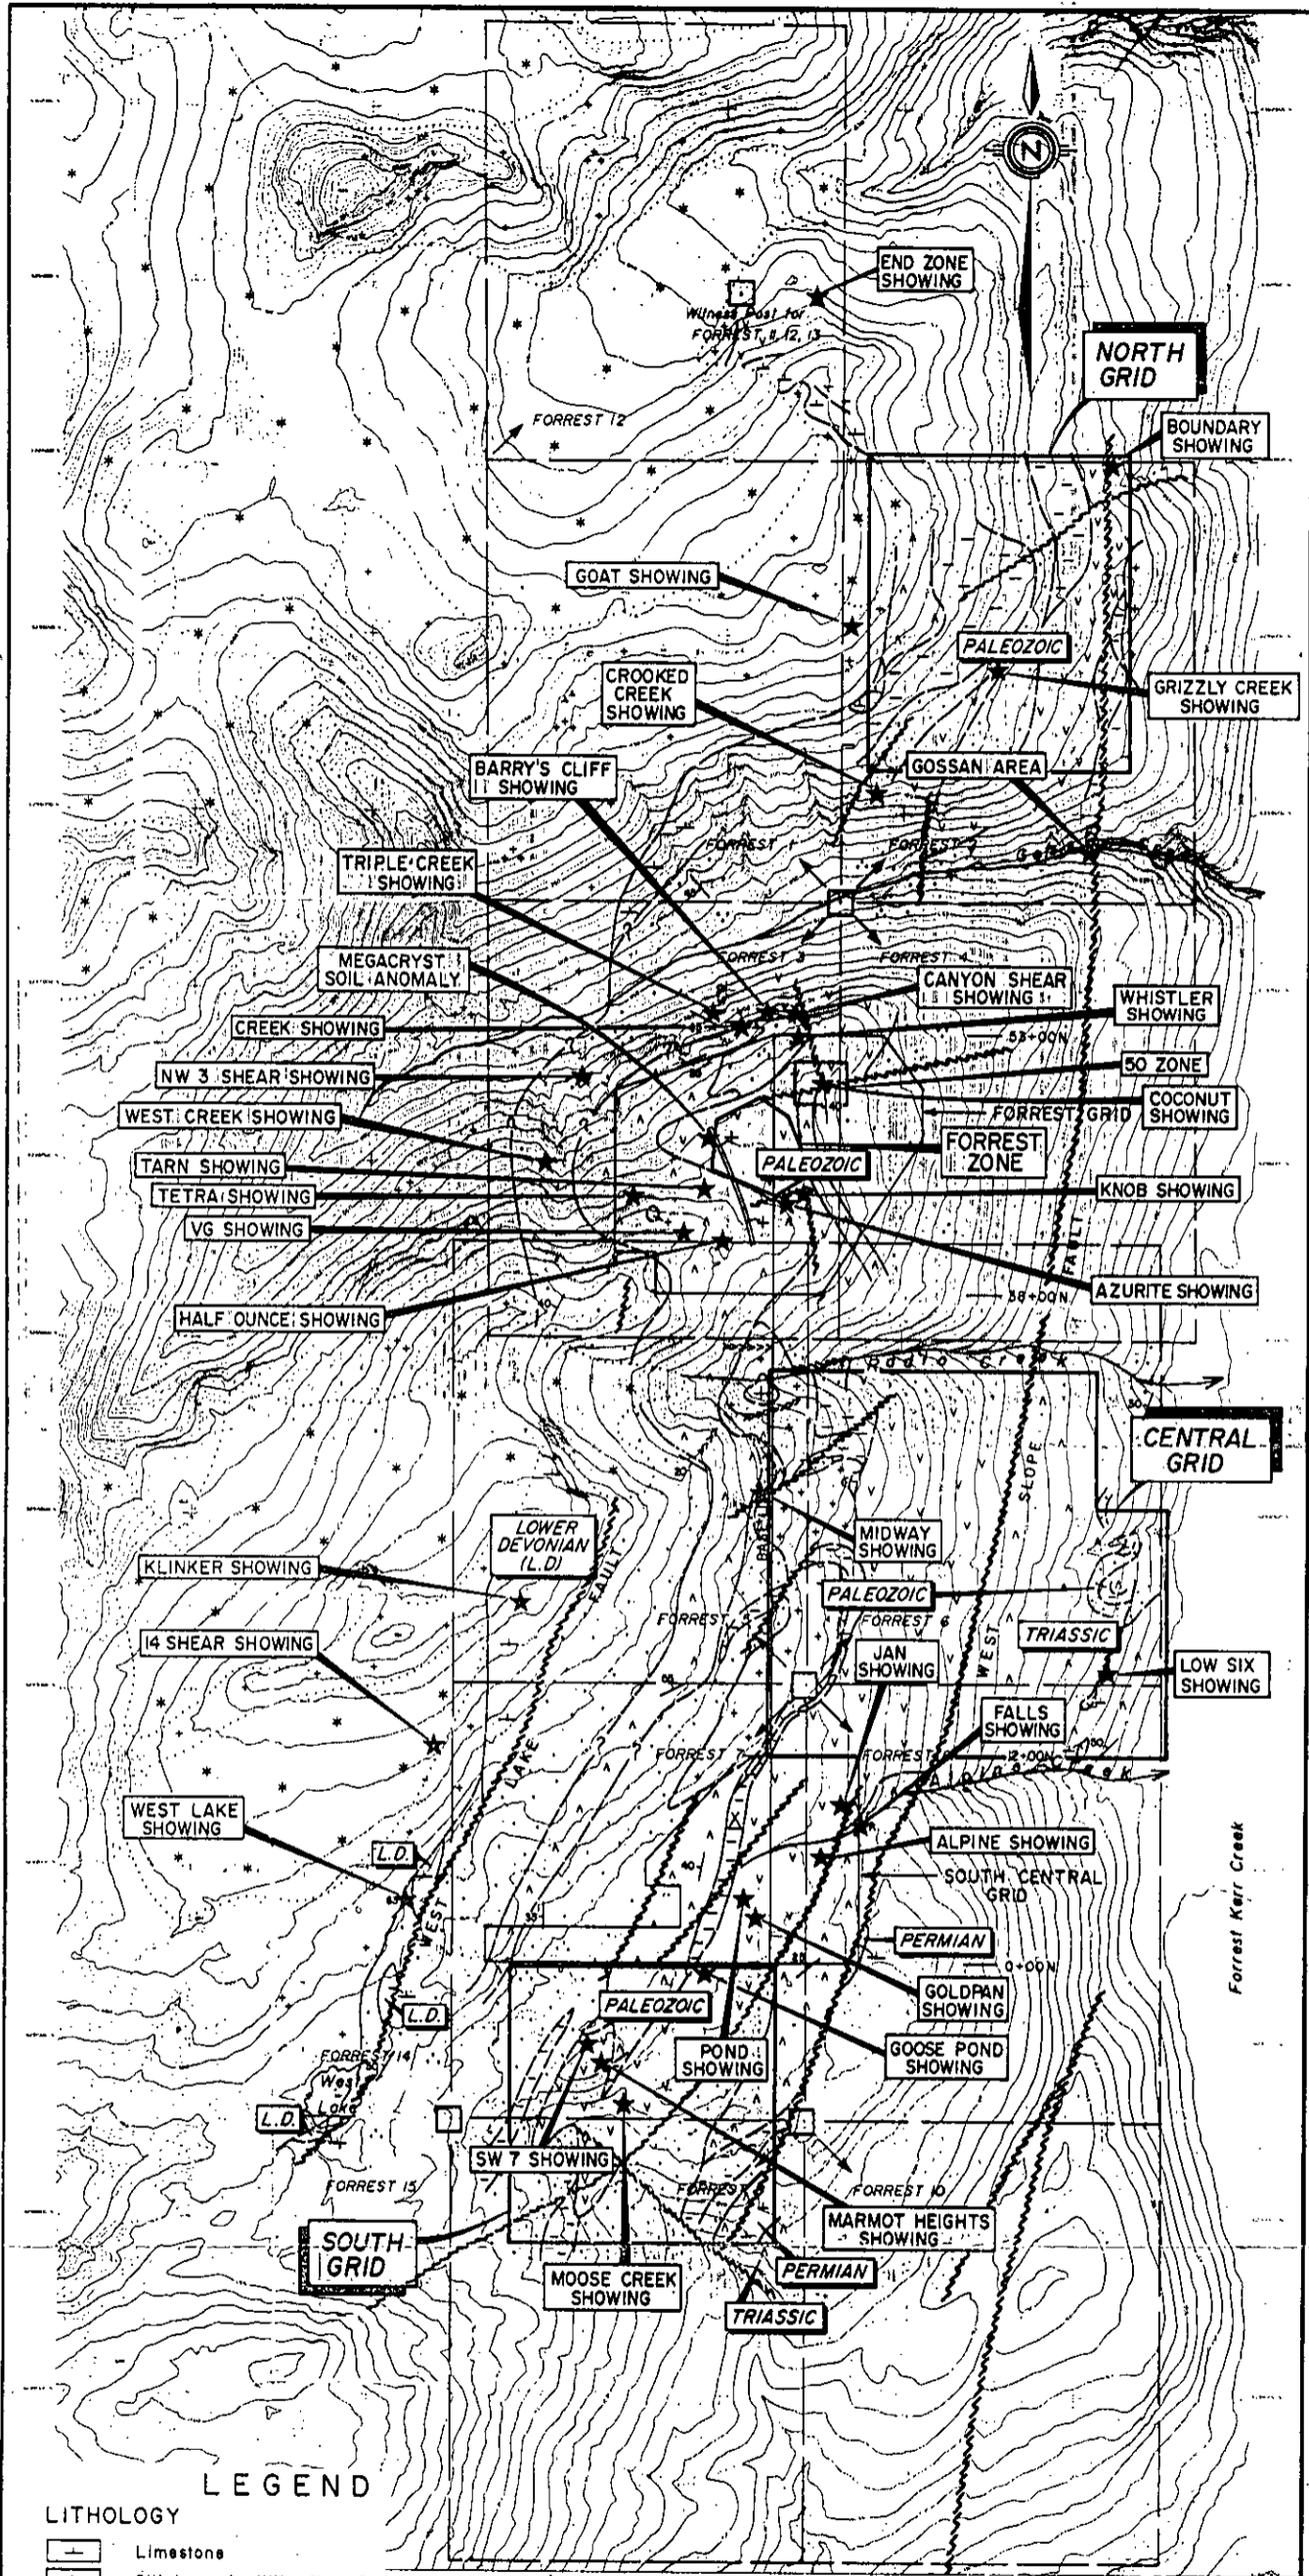 N
END ZONE
SHOWING
Witness Post for
FORREST 11, 12, 13
NORTH
GRID
FORREST 12
BOUNDARY
SHOWING
GOAT SHOWING
PALEOZOIC
CROOKED
CREEK
SHOWING
GRIZZLY CREEK
SHOWING
BARRY'S CLIFF
SHOWING
GOSSAN AREA
FORREST 1
FORREST 2
TRIPLE CREEK
SHOWING
MEGACRYST
SOIL ANOMALY
FORREST 3
FORREST 4
CANYON SHEAR
SHOWING
WHISTLER
SHOWING
CREEK SHOWING
53+00N
NW 3 SHEAR SHOWING
50 ZONE
COCONUT
SHOWING
WEST CREEK SHOWING
FORREST GRID
FORREST
ZONE
TARN SHOWING
PALEOZOIC
TETRA SHOWING
KNOB SHOWING
VG SHOWING
FAULT
AZURITE SHOWING
38+00N
HALF OUNCE SHOWING
Creek
CENTRAL
GRID
SLOPE
LOWER
DEVONIAN
(L.D)
MIDWAY
SHOWING
KLINKER SHOWING
FAULT
PALEOZOIC
FORREST
FORREST 6
14 SHEAR SHOWING
WEST
TRIASSIC
JAN
SHOWING
LOW SIX
SHOWING
FALLS
SHOWING
LAKE
FORREST 7
FORREST
12+00N
Alpine Creek
WEST LAKE
SHOWING
L.D.
ALPINE SHOWING
SOUTH CENTRAL
GRID
Forrest Kerr Creek
WEST
PERMIAN
0+00N
GOLDPAN
SHOWING
L.D.
PALEOZOIC
POND
SHOWING
GOOSE POND
SHOWING
FORREST 14
West
Lake
L.D.
SW 7 SHOWING
FORREST 15
FORREST
FORREST 10
MARMOT HEIGHTS
SHOWING
SOUTH
GRID
MOOSE CREEK
SHOWING
PERMIAN
TRIASSIC
LEGEND
LITHOLOGY
Limestone